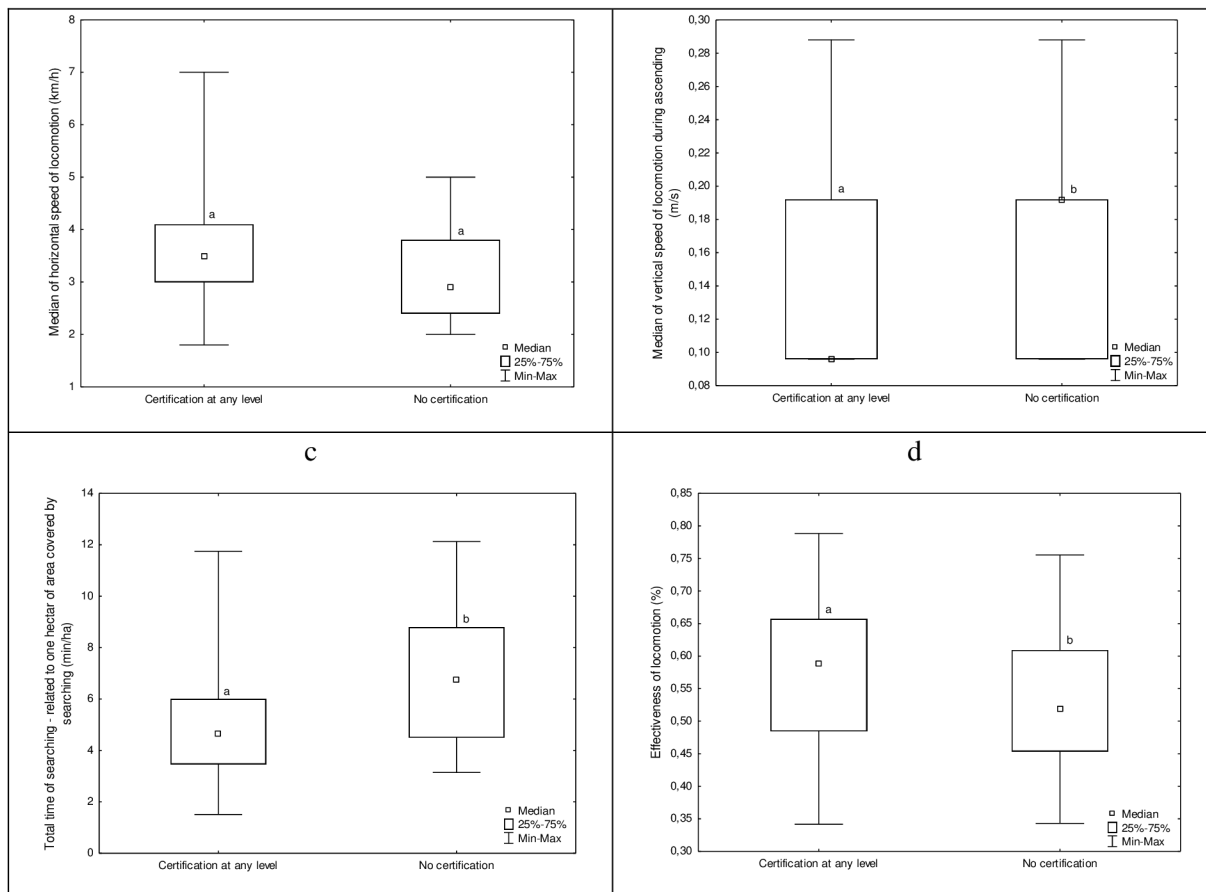 8
7
6
5
4
3
2
1
Median of horizontal speed of locomotion (km/h)
a
a
Median
25%-75%
Min-Max
Certification at any level
No certification
0,30
0,28
0,26
0,24
0,22
0,20
0,18
0,16
0,14
0,12
0,10
0,08
Median of vertical speed of locomotion during ascending
(m/s)
a
b
Median
25%-75%
Min-Max
Certification at any level
No certification
c
14
12
10
8
6
4
2
0
Total time of searching - related to one hectar of area covered by
searching (min/ha)
a
b
Median
25%-75%
Min-Max
Certification at any level
No certification
d
0,85
0,80
0,75
0,70
0,65
0,60
0,55
0,50
0,45
0,40
0,35
0,30
Effectiveness of locomotion (%)
a
b
Median
25%-75%
Min-Max
Certification at any level
No certification